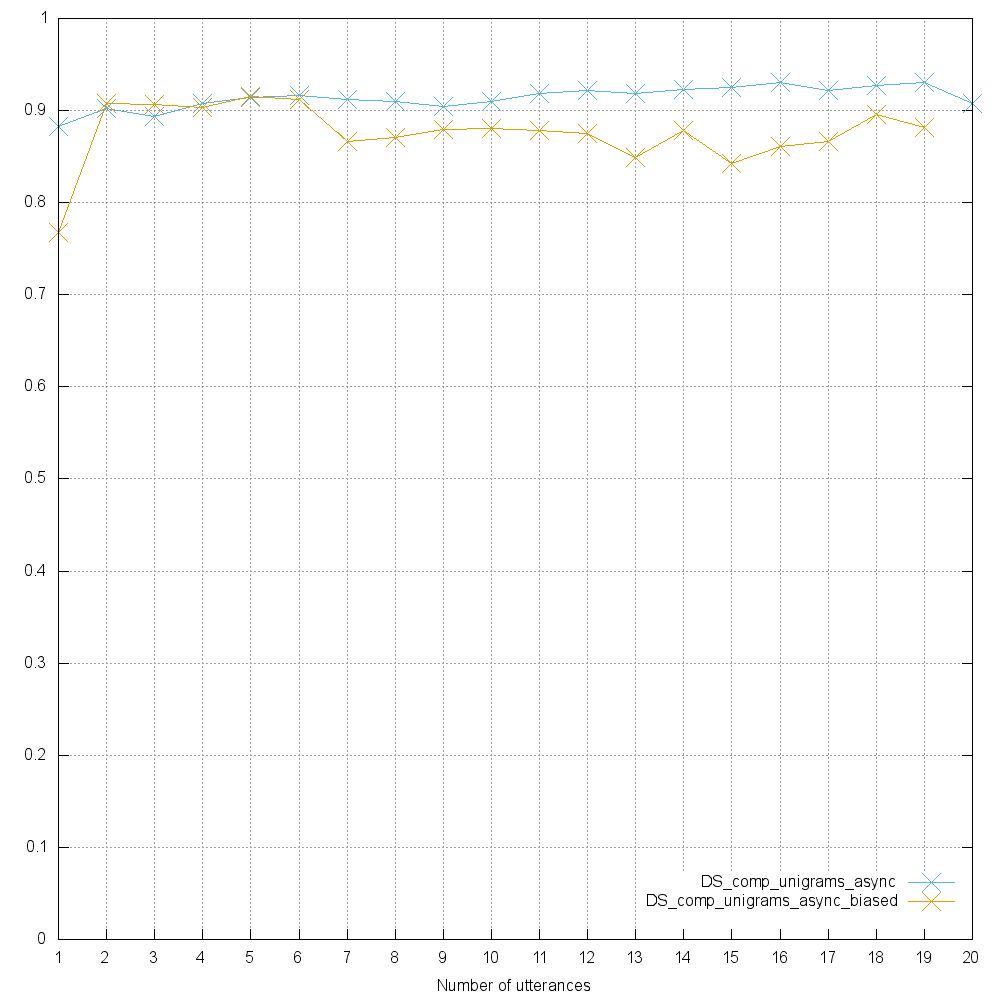 1
0.9
0.8
0.7
0.6
0.5
0.4
0.3
0.2
0.1
0
DS_comp_unigrams_async
DS_comp_unigrams_async_biased
1 2 3 4 5 6 7 8 9 10 11 12 13 14 15 16 17 18 19 20
Number of utterances